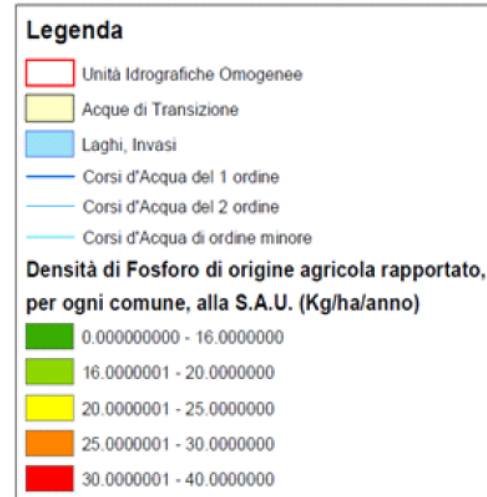 Legenda
Unità Idrografiche Omogenee
Acque di Transizione
Laghi, Invasi
Corsi d'Acqua del 1 ordine
Corsi d'Acqua del 2 ordine
Corsi d'Acqua di ordine minore
Densità di Fosforo di origine agricola rapportato,
per ogni comune, alla S.A.U. (Kg/ha/anno)
0.000000000 - 16.0000000
16.0000001 - 20.0000000
20.0000001 - 25.0000000
25.0000001 - 30.0000000
30.0000001 - 40.0000000